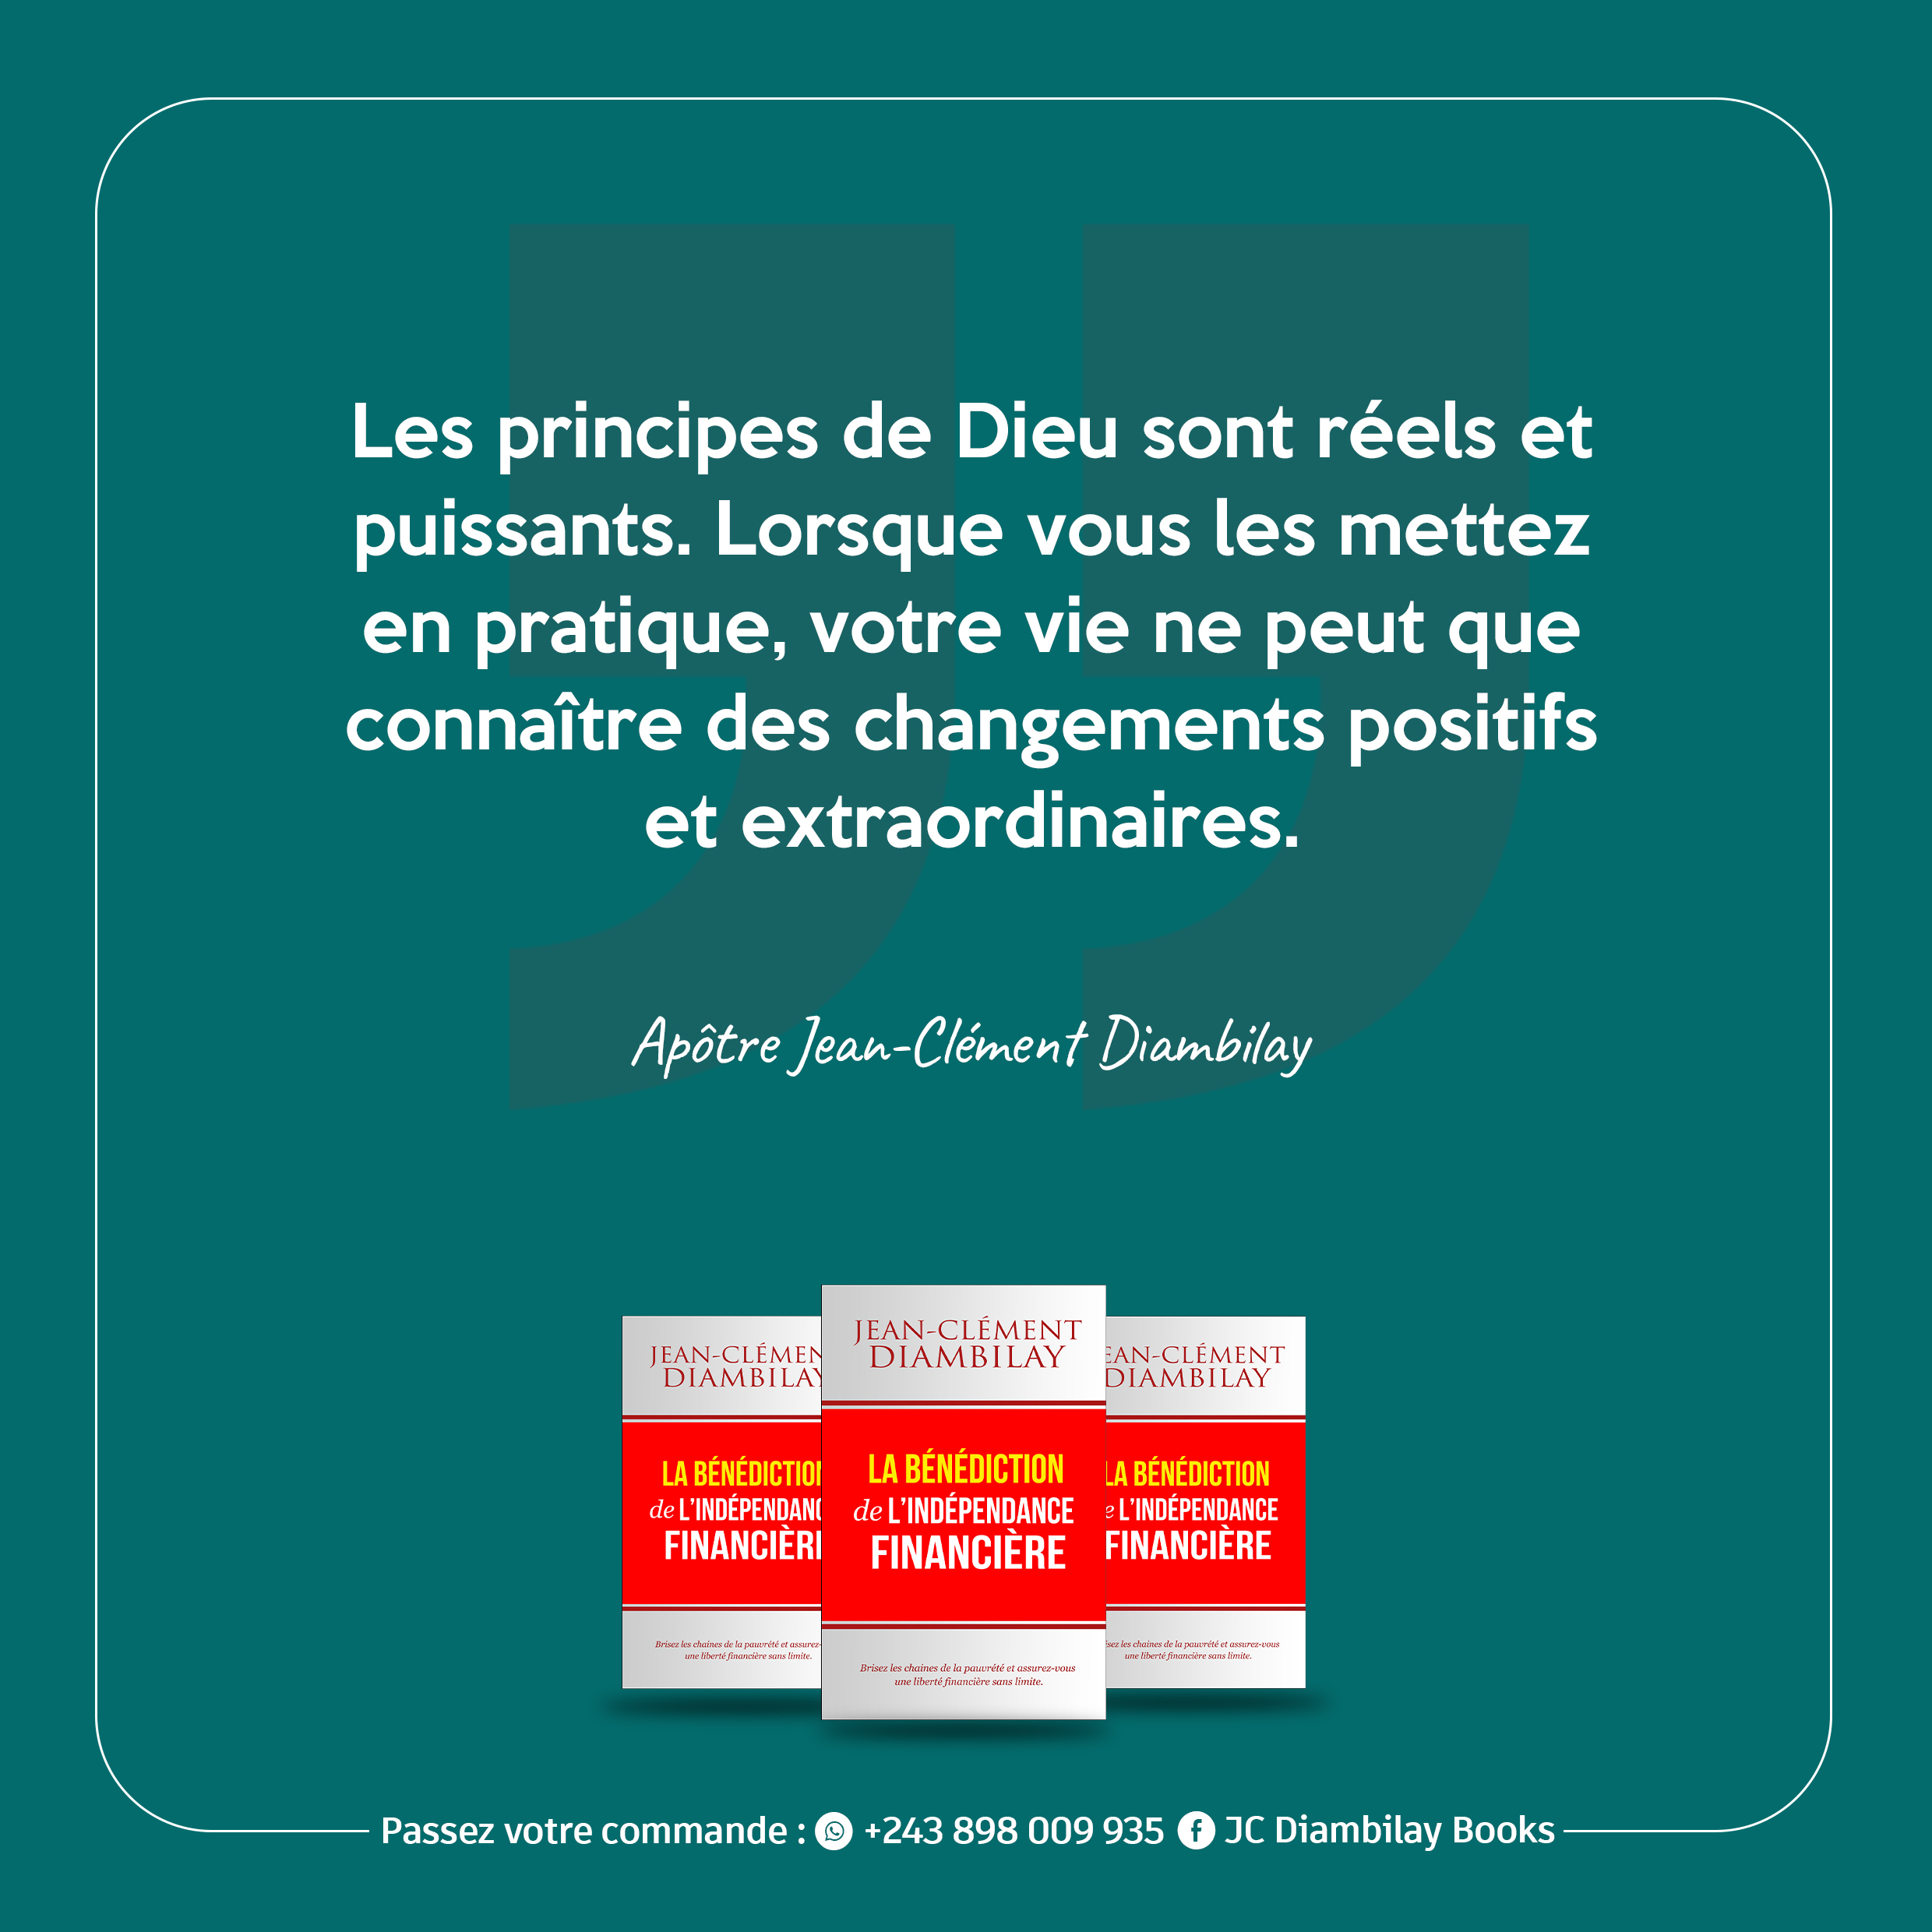 Les principes de Dieu sont réels et
puissants. Lorsque vous les mettez
en pratique, votre vie ne peut que
connaître des changements positifs
et extraordinaires.
Apôtre Jean-Clément Diambilay
JEAN-CLÉMEN
DIAMBILAY
LA BÉNÉDICTION
de L'INDÉPENDANC
FINANCIÈRE
Brisez les chaines de la pauvrété et assurez-
une liberté financière sans limite.
JEAN-CLÉMENT
DIAMBILAY
LA BÉNÉDICTION
de L'INDÉPENDANCE
FINANCIÈRE
Brisez les chaines de la pauvrété et assurez-vous
une liberté financière sans limite.
EAN-CLÉMENT
DIAMBILAY
LA BÉNÉDICTION
e L'INDÉPENDANCE
FINANCIÈRE
sez les chaines de la pauvrété et assurez-vous
une liberté financière sans limite.
Passez votre commande : +243 898 009 935 JC Diambilay Books